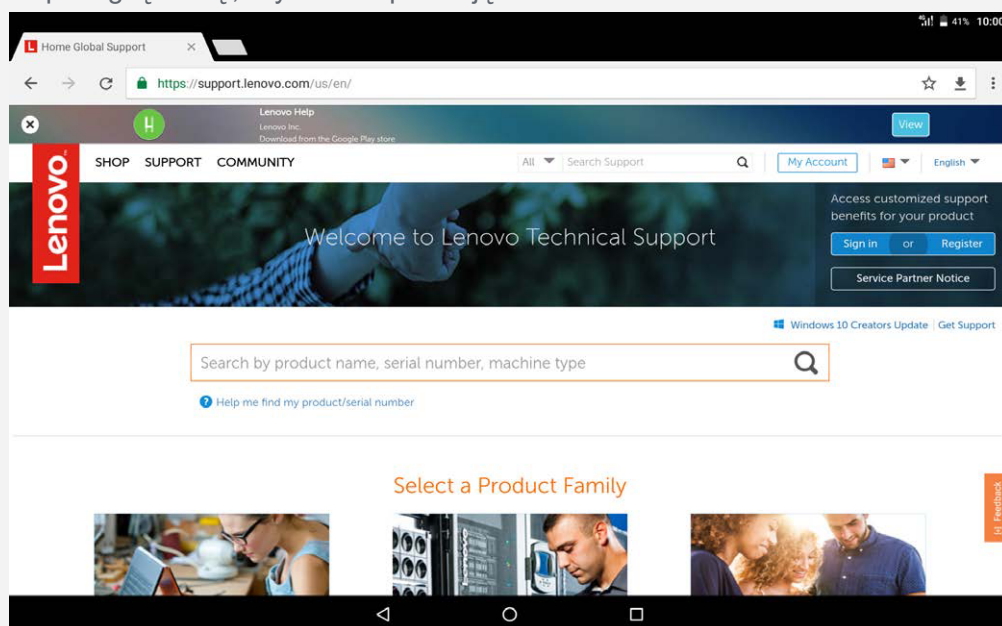 41% 10:00
Home Global Support
https://support.lenovo.com/us/en/
Lenovo Help
Lenovo Inc.
Download from the Google Play store
View
Lenovo
SHOP SUPPORT COMMUNITY
All Search Support
My Account
English
Welcome to Lenovo Technical Support
Access customized support
benefits for your product
Sign in or Register
Service Partner Notice
Windows 10 Creators Update | Get Support
Search by product name, serial number, machine type
Help me find my product/serial number
Select a Product Family
[+] Feedback